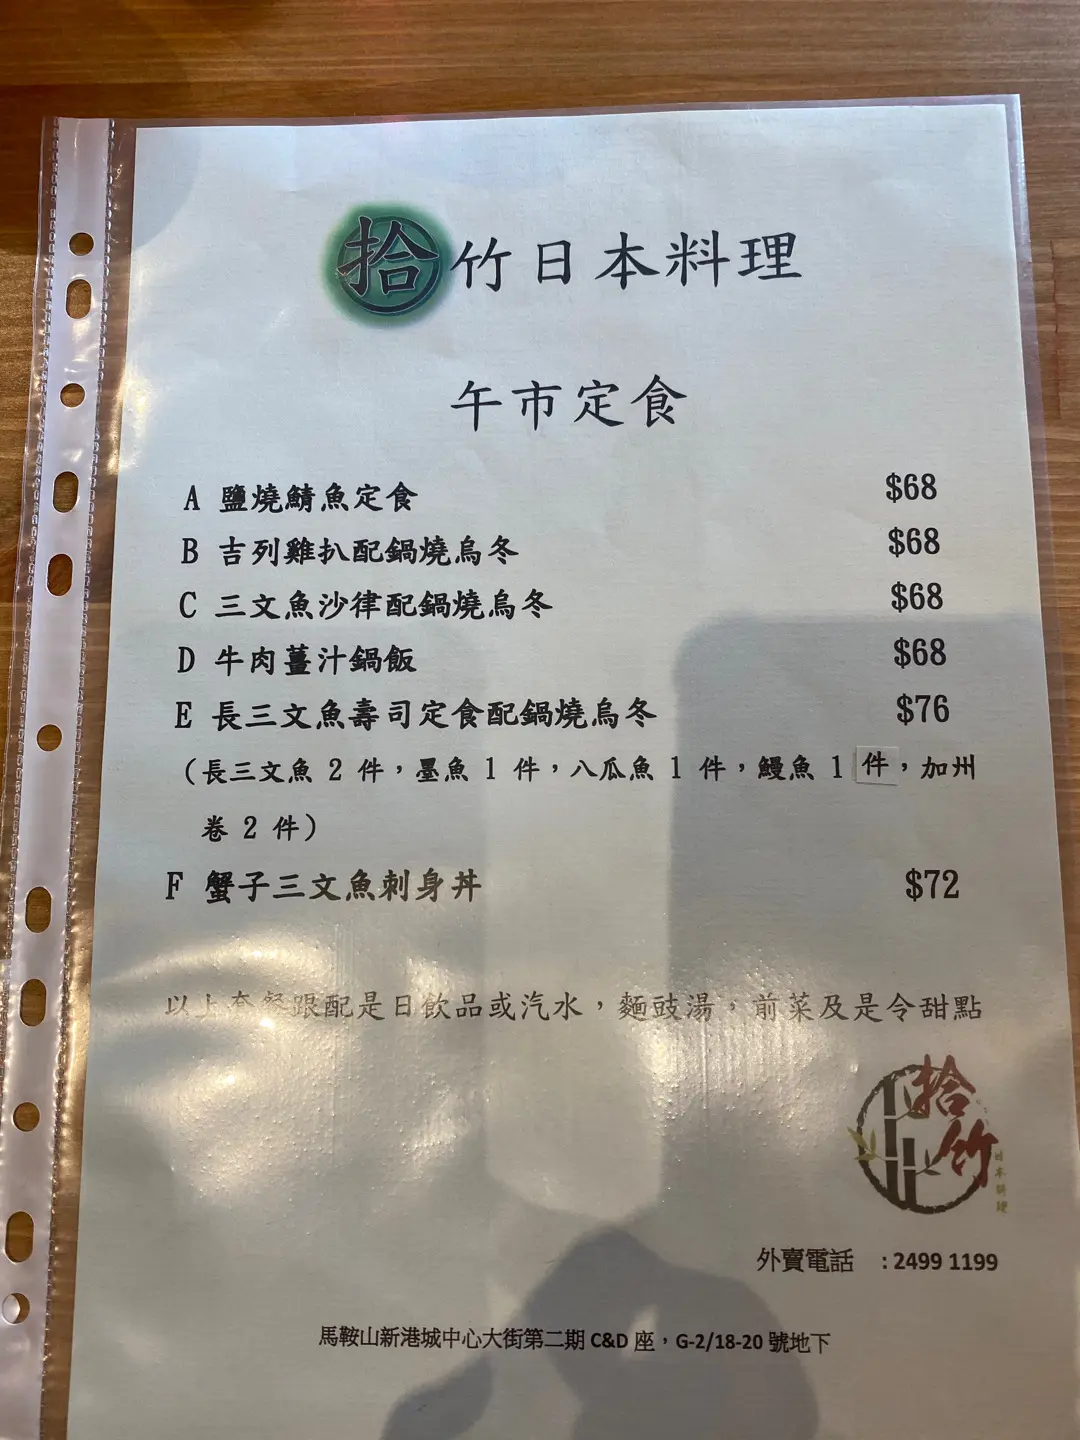 拾竹日本料理
午市定食
A 鹽燒鯖魚定食 $68
B 吉列雞扒配鍋燒烏冬 $68
C 三文魚沙律配鍋燒烏冬 $68
D 牛肉薑汁鍋飯 $68
E 長三文魚壽司定食配鍋燒烏冬 $76
(長三文魚 2 件，墨魚 1 件，八瓜魚 1 件，鰻魚 1 件，加州
卷 2 件)
F 蟹子三文魚刺身丼 $72
以上套餐跟配是日飲品或汽水，麵豉湯，前菜及是令甜點
拾竹
日本料理
外賣電話 : 2499 1199
馬鞍山新港城中心大街第二期 C&D 座，G-2/18-20 號地下